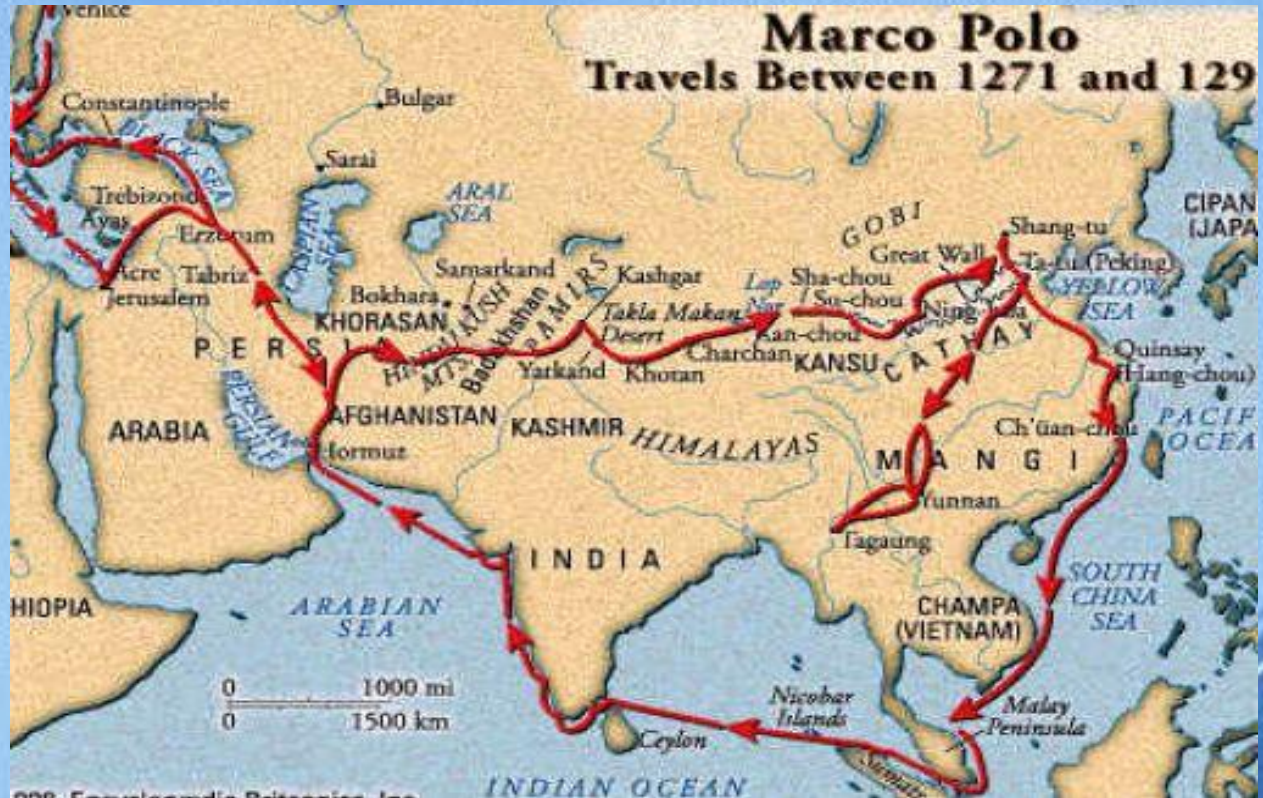 Marco Polo
Travels Between 1271 and 129
Venice
Constantinople
BLACK SEA
Bulgar
Sarai
Trebizond
Ayas
Erzurum
Acre
Jerusalem
Tabriz
CASPIAN
SEA
ARAL
SEA
Samarkand
Bokhara
KHORASAN
PERSIA
HINDU KUSH
MTS.
Badakhshan
PAMIRS
Kashgar
Takla Makan
Desert
Yarkand
Khotan
Charchan
Lop
Nor
Sha-chou
Su-chou
Kan-chou
KANSU
GOBI
Great Wall
Shang-tu
Ta-tu (Peking)
Ning-hsia
CATHAY
YELLOW
SEA
CIPAN
(JAPA
Quinsay
(Hang-chou)
PACIF
OCEA
Ch'üan-chou
MANGI
Yunnan
Tagaung
PERSIAN
GULF
ARABIA
AFGHANISTAN
Hormuz
KASHMIR
HIMALAYAS
INDIA
HIOPIA
ARABIAN
SEA
CHAMPA
(VIETNAM)
SOUTH
CHINA
SEA
0 1000 mi
0 1500 km
Nicobar
Islands
Malay
Peninsula
Ceylon
Sumatra
INDIAN OCEAN
Encyclopædia Britannica, Inc.